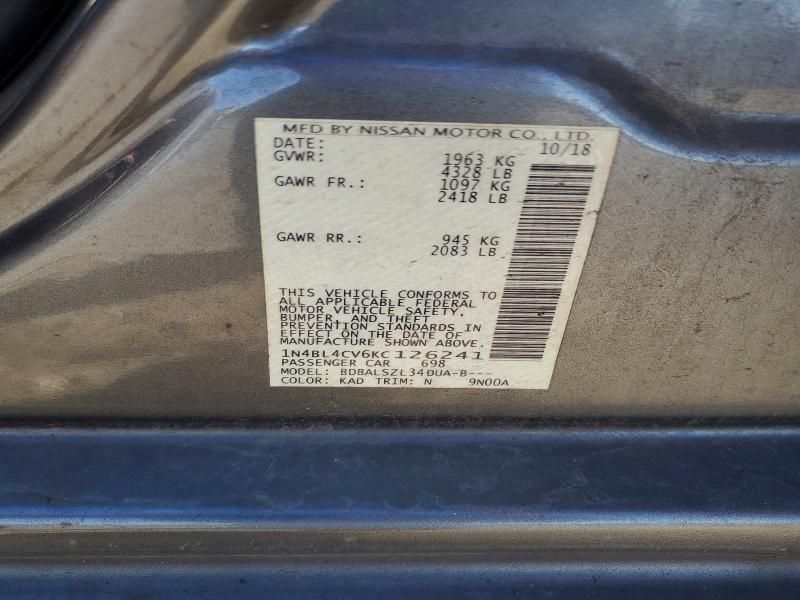 MFD BY NISSAN MOTOR CO., LTD.
DATE: 10/18
GVWR: 1963 KG
4328 LB
GAWR FR.: 1097 KG
2418 LB
GAWR RR.: 945 KG
2083 LB
THIS VEHICLE CONFORMS TO
ALL APPLICABLE FEDERAL
MOTOR VEHICLE SAFETY,
BUMPER, AND THEFT
PREVENTION STANDARDS IN
EFFECT ON THE DATE OF
MANUFACTURE SHOWN ABOVE.
1N4BL4CV6KC126241
PASSENGER CAR 698
MODEL: BDBALSZL34DUA-B---
COLOR: KAD TRIM: N 9N00A